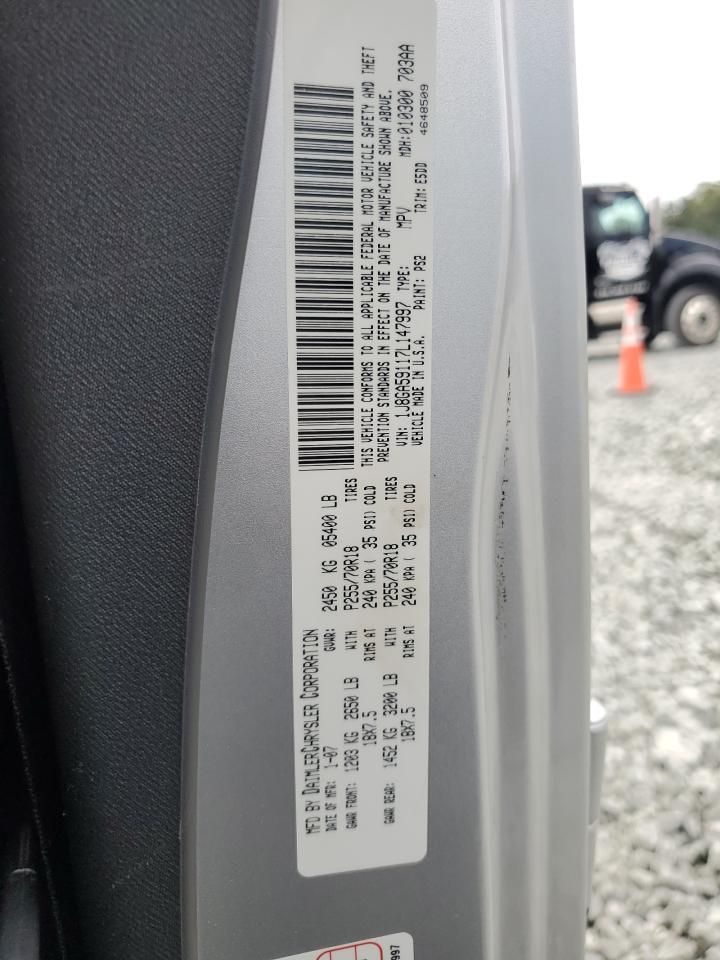 MFD BY DAIMLERCHRYSLER CORPORATION
DATE OF MFR: 1-07 GVWR: 2450 KG 05400 LB
GAWR FRONT: 1203 KG 2650 LB WITH P255/70R18 TIRES
18X7.5 RIMS AT 240 KPA ( 35 PSI) COLD
GAWR REAR: 1452 KG 3200 LB WITH P255/70R18 TIRES
18X7.5 RIMS AT 240 KPA ( 35 PSI) COLD
THIS VEHICLE CONFORMS TO ALL APPLICABLE FEDERAL MOTOR VEHICLE SAFETY AND THEFT
PREVENTION STANDARDS IN EFFECT ON THE DATE OF MANUFACTURE SHOWN ABOVE.
VIN: 1J8GA59117L147997 TYPE: MPV MDH:010300 703AA
VEHICLE MADE IN U.S.A. PAINT: PS2 TRIM: E5DD 4648509
997